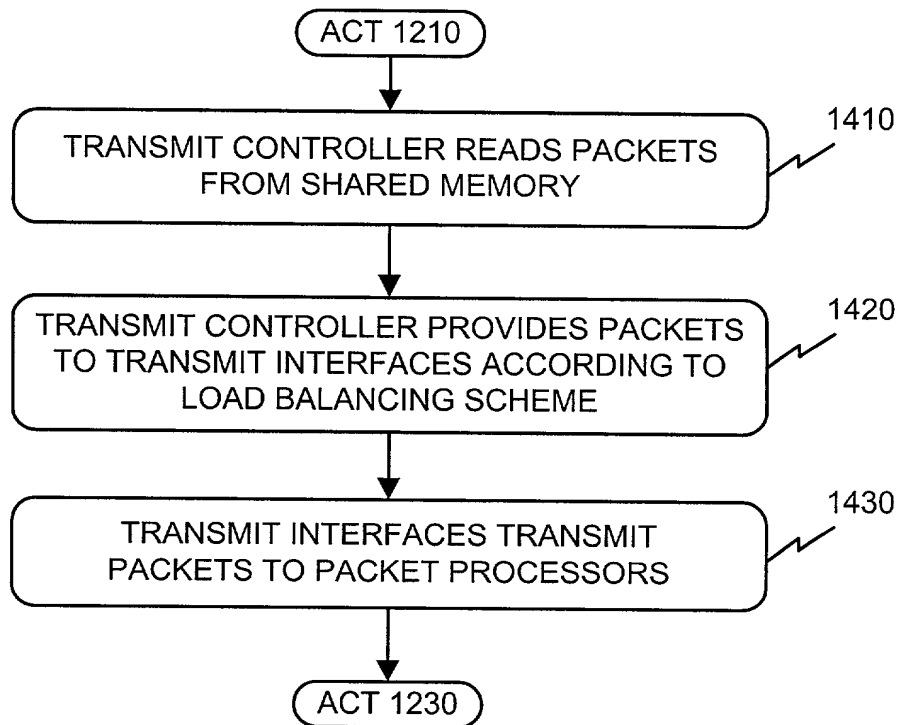 ACT 1210
1410
TRANSMIT CONTROLLER READS PACKETS
FROM SHARED MEMORY
1420
TRANSMIT CONTROLLER PROVIDES PACKETS
TO TRANSMIT INTERFACES ACCORDING TO
LOAD BALANCING SCHEME
1430
TRANSMIT INTERFACES TRANSMIT
PACKETS TO PACKET PROCESSORS
ACT 1230